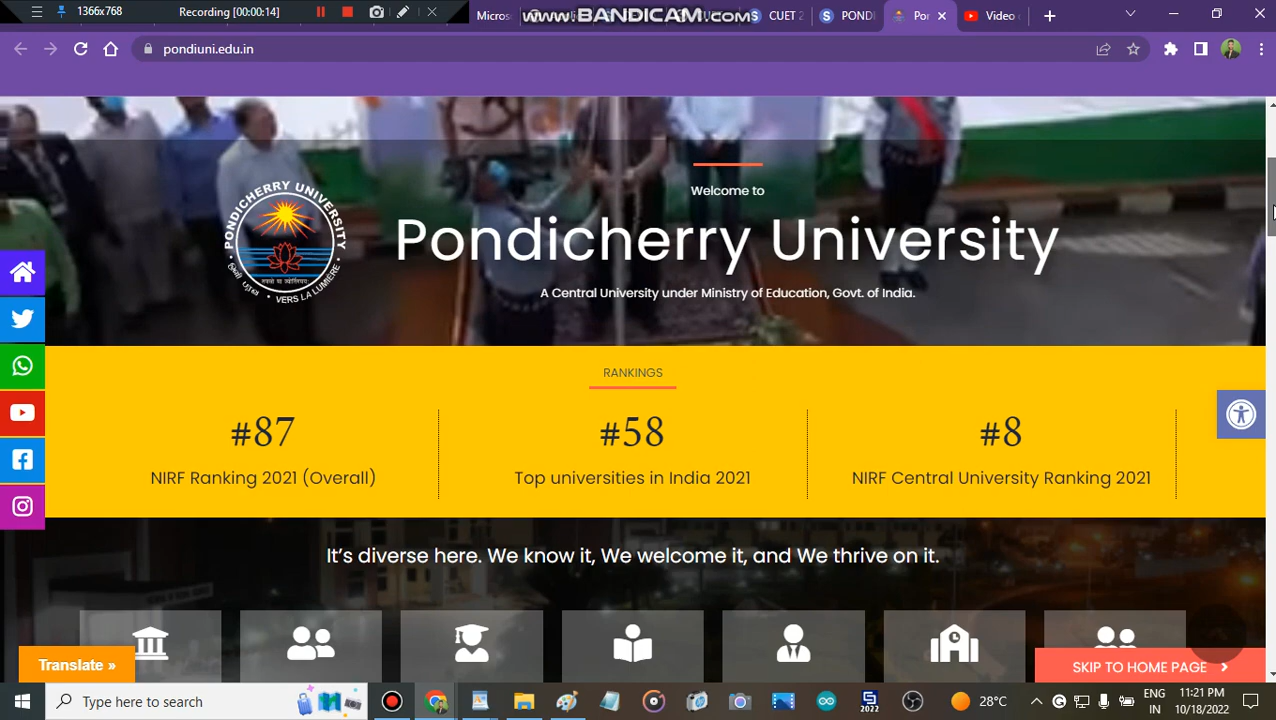 1366x768 Recording [00:00:14]
Micros
www.BANDICAM.com
CUET 2
PONDI
Por
Video
pondiuni.edu.in
Welcome to
PONDICHERRY UNIVERSITY
VERS LA LUMIERE
Pondicherry University
A Central University under Ministry of Education, Govt. of India.
RANKINGS
#87 #58 #8
NIRF Ranking 2021 (Overall) Top universities in India 2021 NIRF Central University Ranking 2021
It's diverse here. We know it, We welcome it, and We thrive on it.
Translate »
SKIP TO HOME PAGE
Type here to search
2022
28°C
ENG
IN
11:21 PM
10/18/2022